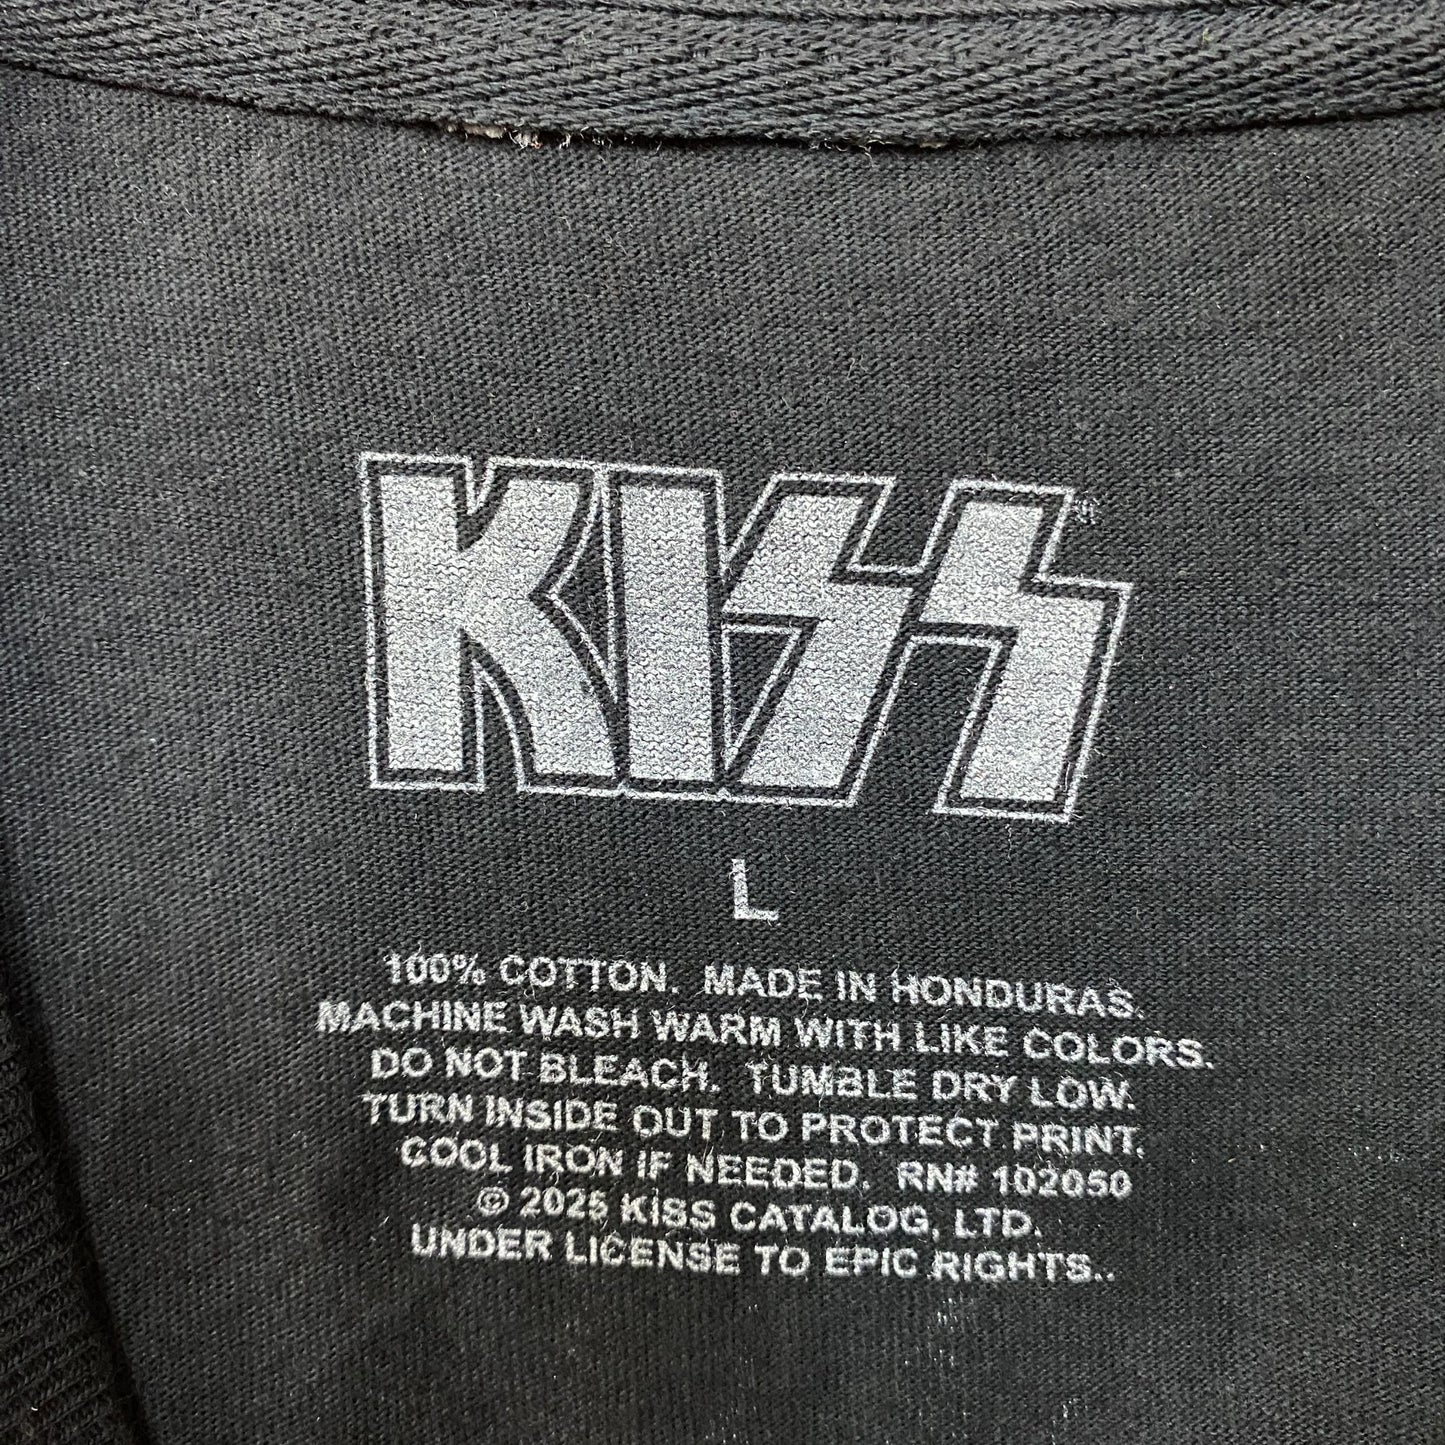 KISS
L
100% COTTON. MADE IN HONDURAS.
MACHINE WASH WARM WITH LIKE COLORS.
DO NOT BLEACH. TUMBLE DRY LOW.
TURN INSIDE OUT TO PROTECT PRINT.
COOL IRON IF NEEDED. RN# 102050
© 2025 KISS CATALOG, LTD.
UNDER LICENSE TO EPIC RIGHTS..